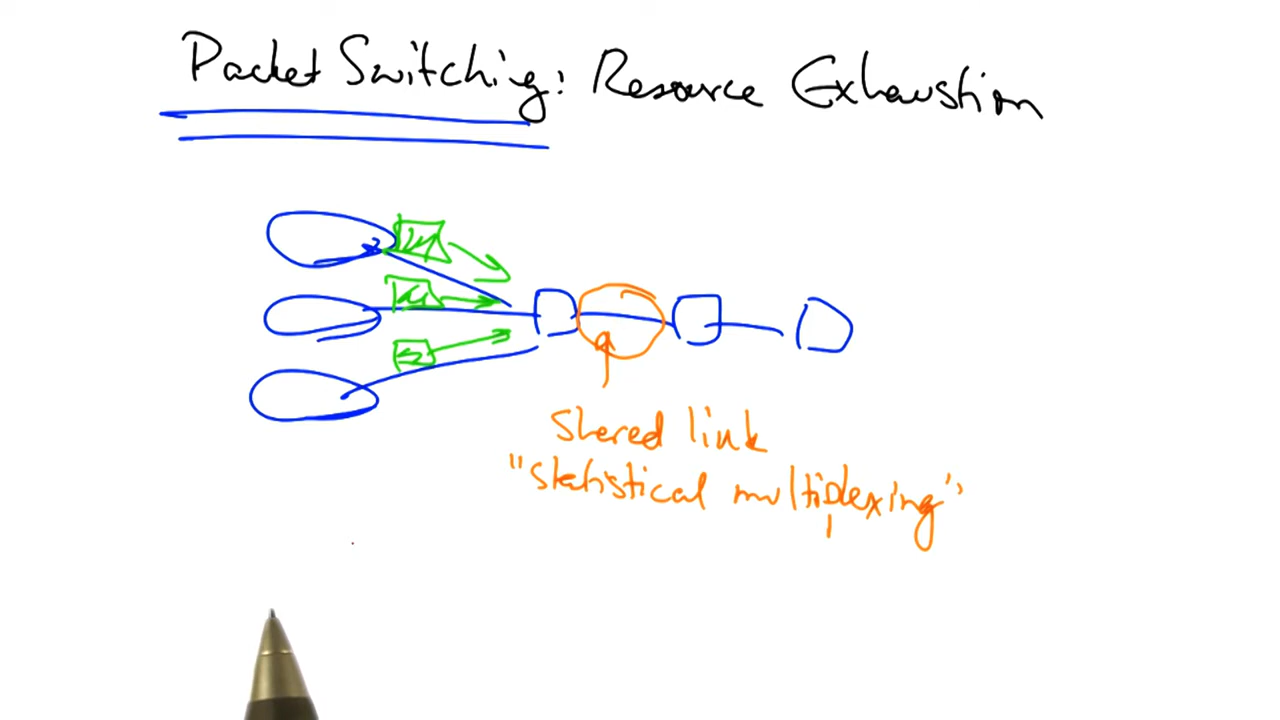 Packet Switching: Resource Exhaustion
Shared link
"statistical multiplexing"